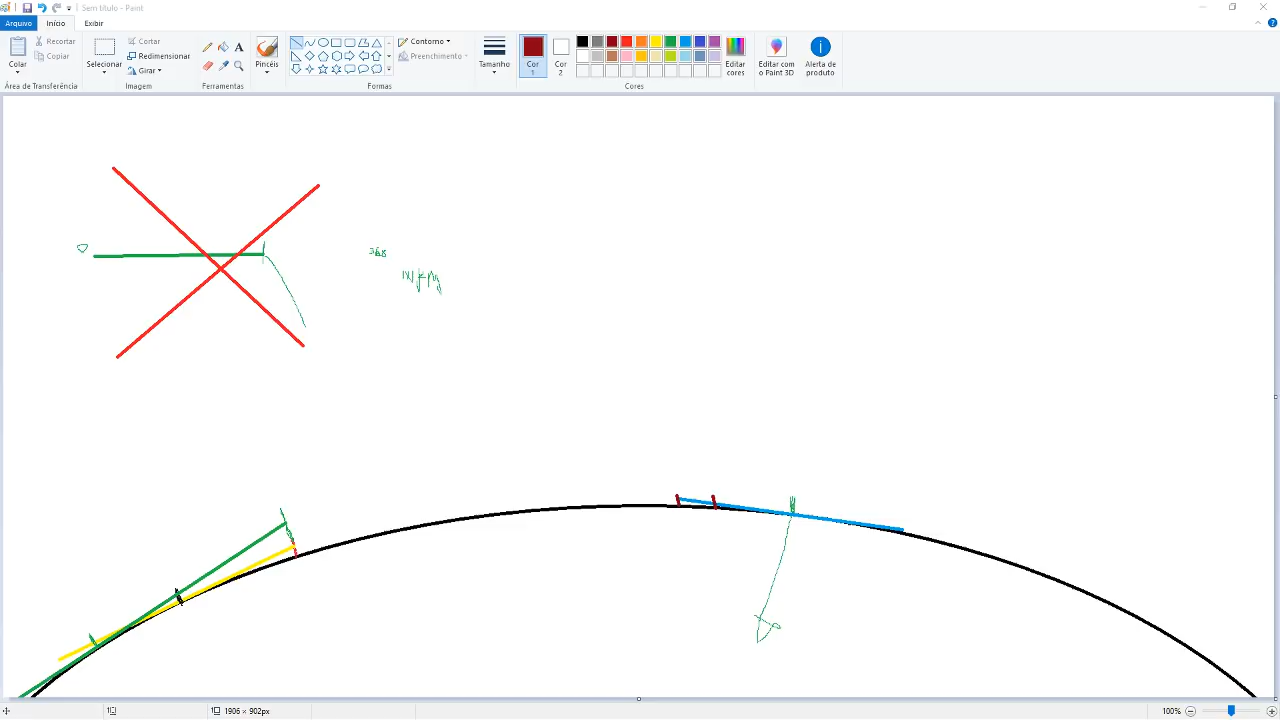 Sem título - Paint
Arquivo Início Exibir
Colar
Recortar
Copiar
Área de Transferência
Selecionar
Cortar
Redimensionar
Girar
Imagem
A
Ferramentas
Pincéis
Contorno
Preenchimento
Formas
Tamanho
Cor 1
Cor 2
Editar cores
Cores
Editar com o Paint 3D
Alerta de produto
1906 × 902px
100%